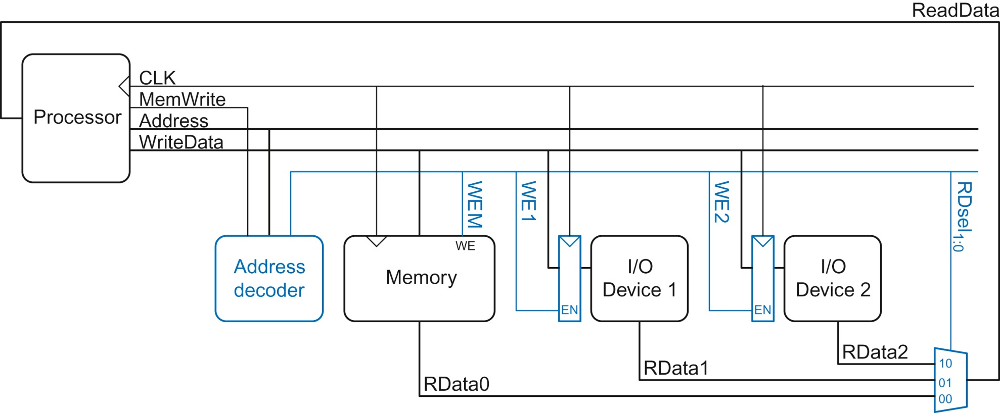 ReadData
CLK
MemWrite
Address
WriteData
Processor
WEM
WE1
WE2
RDsel1:0
Address
decoder
WE
Memory
EN
I/O
Device 1
EN
I/O
Device 2
RData2
RData1
RData0
10
01
00